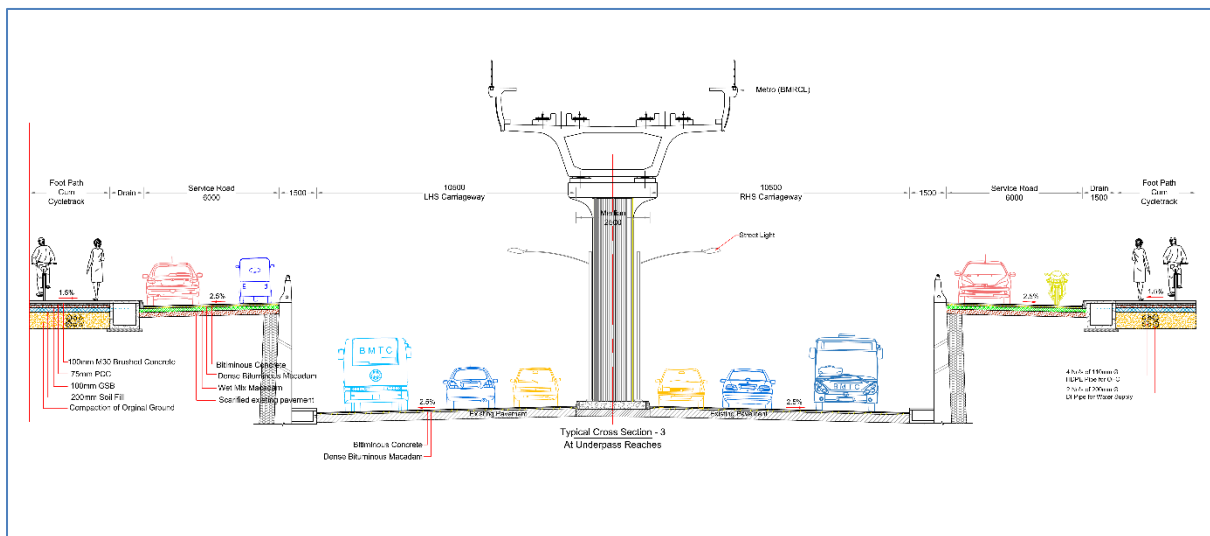 Metro (BMRCL)
Foot Path
Cum
Cycletrack
Drain
Service Road
6000
1500
10500
LHS Carriageway
10500
RHS Carriageway
1500
Service Road
6000
Drain
1500
Foot Path
Cum
Cycletrack
Median
2500
Street Light
1.5%
2.5%
2.5%
1.5%
100mm M30 Brushed Concrete
75mm PCC
100mm GSB
200mm Soil Fill
Compaction of Orginal Ground
Bitiminous Concrete
Dense Bituminous Macadam
Wet Mix Macadam
Scarified existing pavement
BMTC
BMTC
2.5%
Existing Pavement
Existing Pavement
2.5%
Bitiminous Concrete
Dense Bituminous Macadam
Typical Cross Section - 3
At Underpass Reaches
HDPE Pipe for OFC
DI Pipe for Water Supply